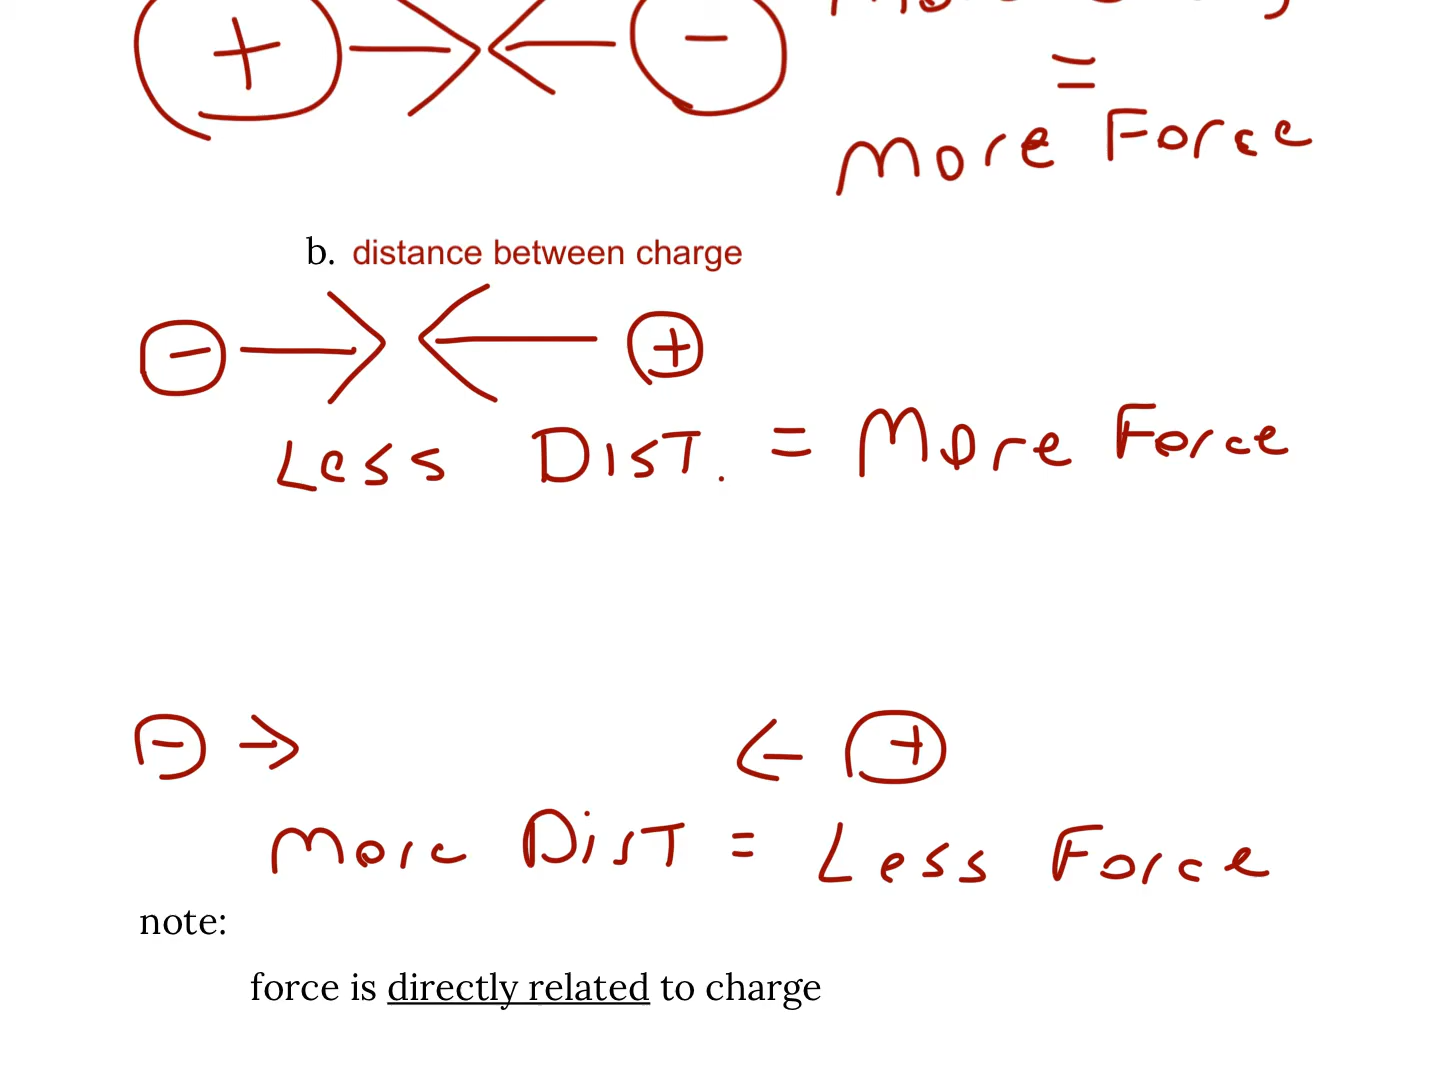 =
More Force
b. distance between charge
Less DIST. = More Force
More DisT = Less Force
note:
force is directly related to charge